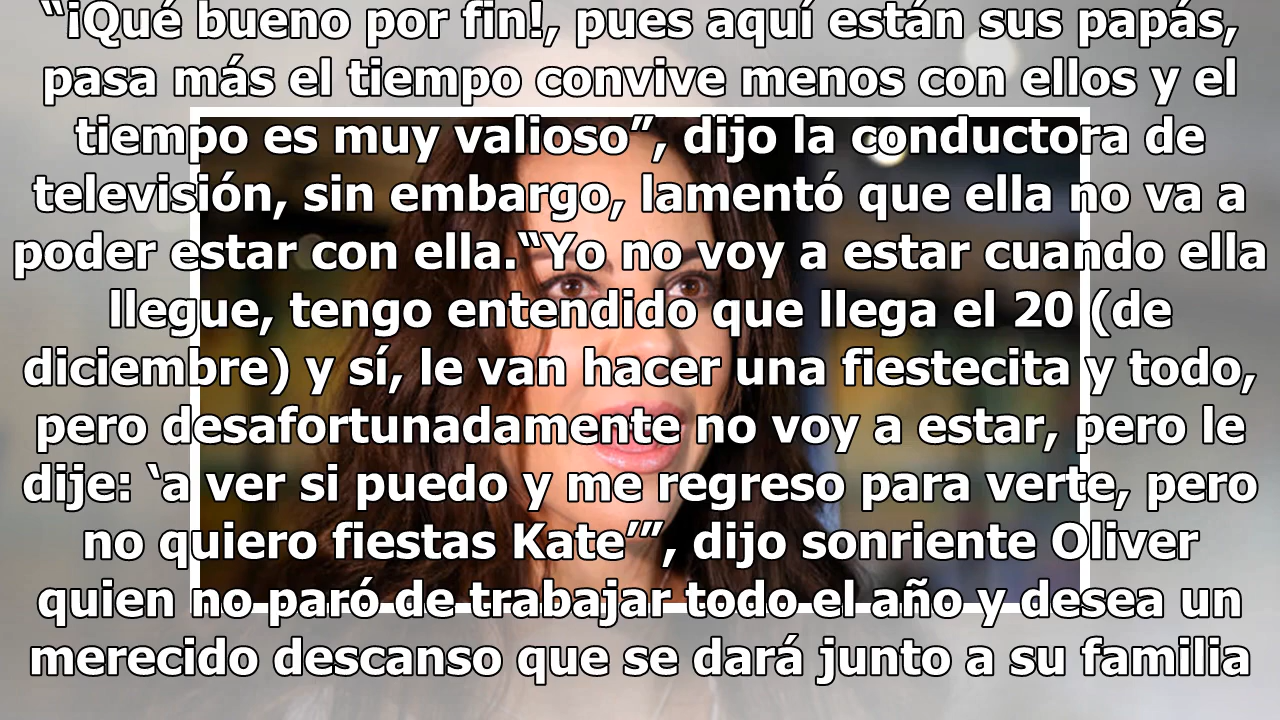 “¡Qué bueno por fin!, pues aquí están sus papás,
pasa más el tiempo convive menos con ellos y el
tiempo es muy valioso”, dijo la conductora de
televisión, sin embargo, lamentó que ella no va a
poder estar con ella.“Yo no voy a estar cuando ella
llegue, tengo entendido que llega el 20 (de
diciembre) y sí, le van hacer una fiestecita y todo,
pero desafortunadamente no voy a estar, pero le
dije: ‘a ver si puedo y me regreso para verte, pero
no quiero fiestas Kate’”, dijo sonriente Oliver
quien no paró de trabajar todo el año y desea un
merecido descanso que se dará junto a su familia